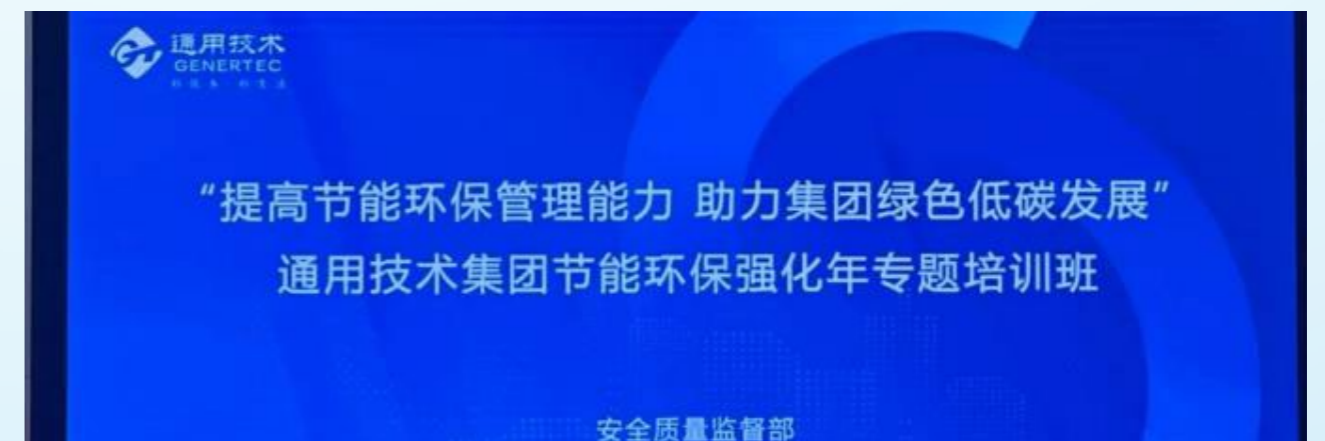 通用技术
GENERTEC
“提高节能环保管理能力 助力集团绿色低碳发展”
通用技术集团节能环保强化年专题培训班
安全质量监督部